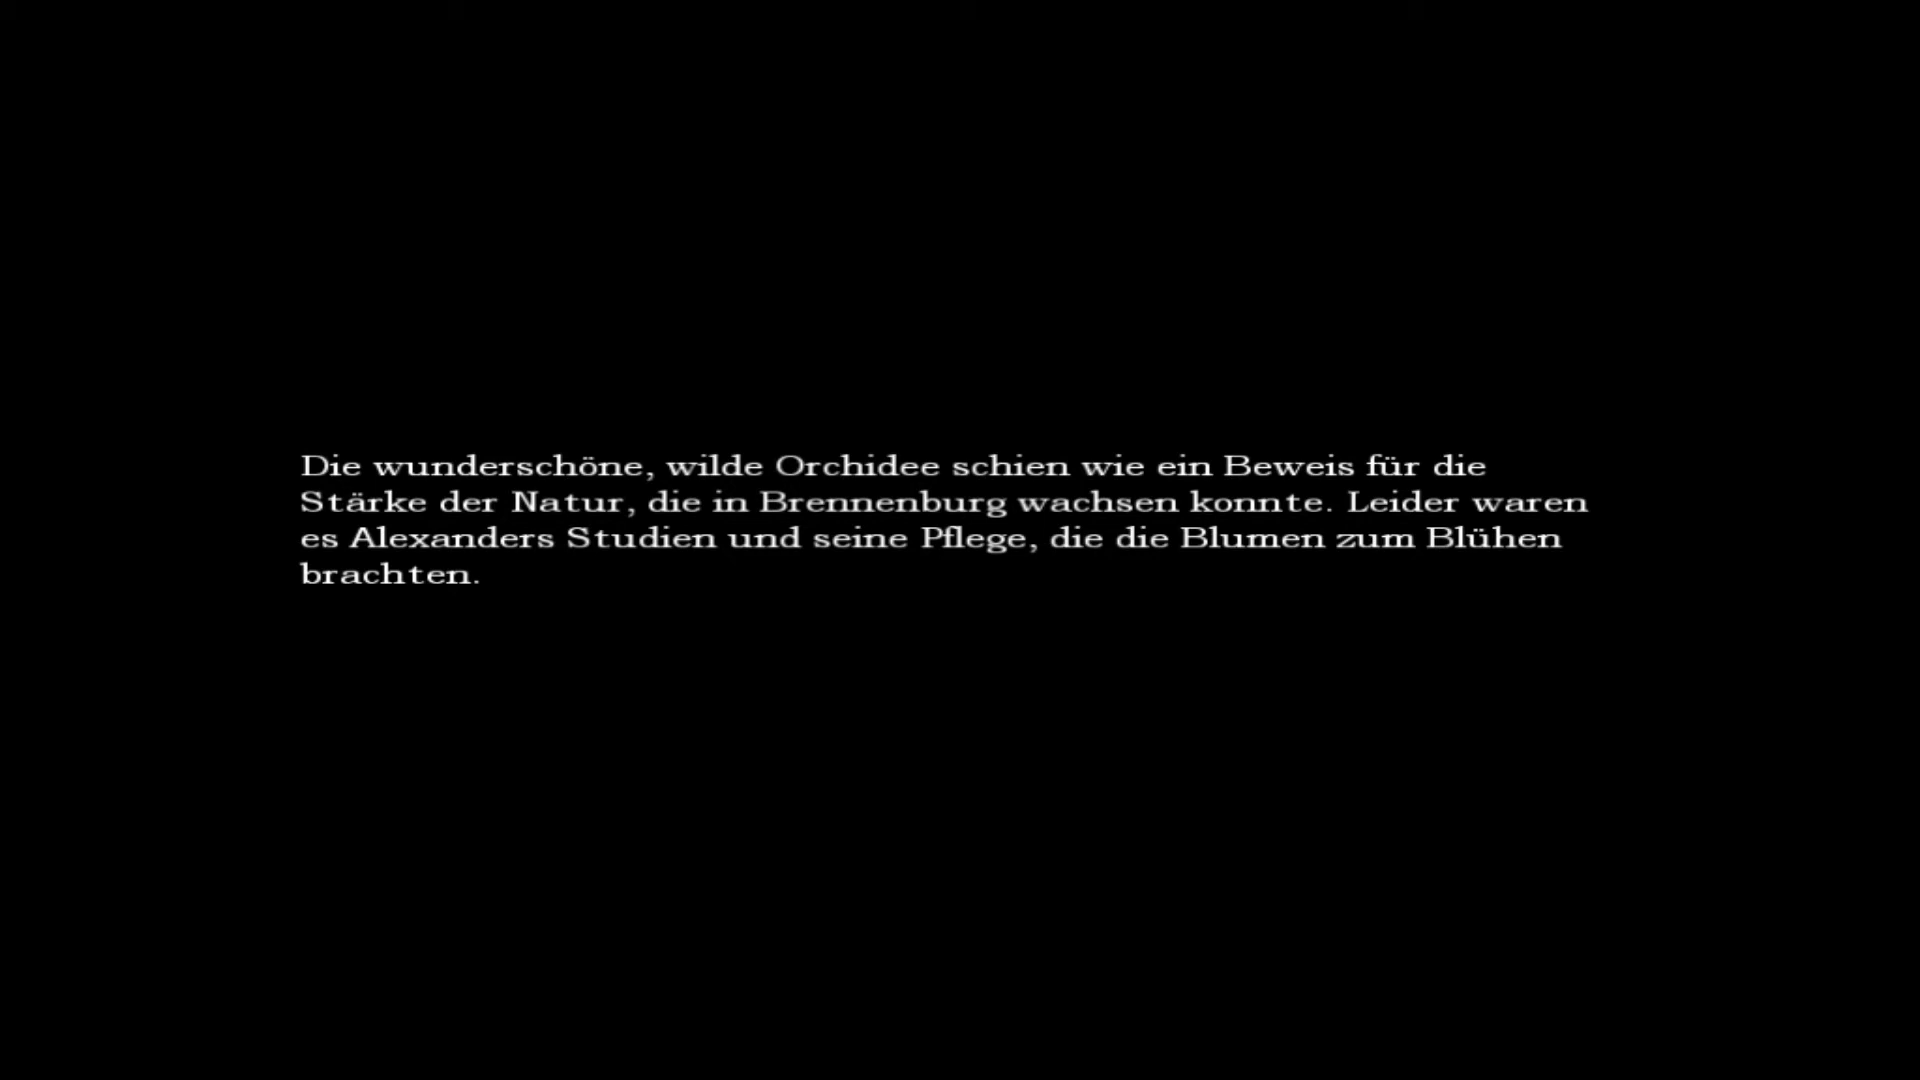 Die wunderschöne, wilde Orchidee schien wie ein Beweis für die
Stärke der Natur, die in Brennenburg wachsen konnte. Leider waren
es Alexanders Studien und seine Pflege, die die Blumen zum Blühen
brachten.